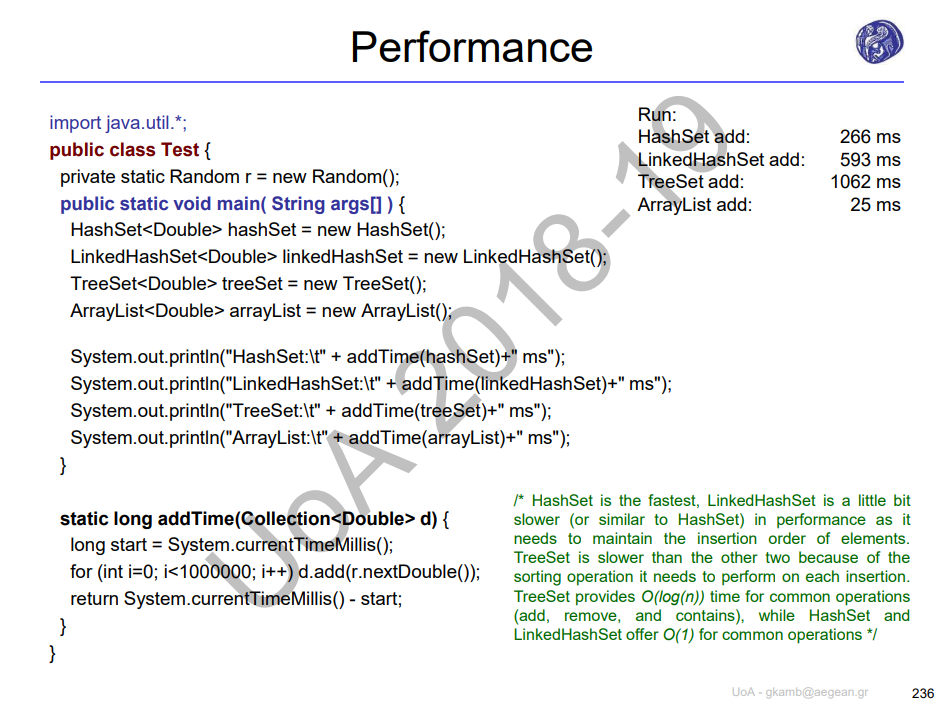 Performance
import java.util.*;
public class Test {
private static Random r = new Random();
public static void main( String args[] ) {
HashSet<Double> hashSet = new HashSet();
LinkedHashSet<Double> linkedHashSet = new LinkedHashSet();
TreeSet<Double> treeSet = new TreeSet();
ArrayList<Double> arrayList = new ArrayList();
System.out.println("HashSet:\t" + addTime(hashSet)+" ms");
System.out.println("LinkedHashSet:\t" + addTime(linkedHashSet)+" ms");
System.out.println("TreeSet:\t" + addTime(treeSet)+" ms");
System.out.println("ArrayList:\t" + addTime(arrayList)+" ms");
}
static long addTime(Collection<Double> d) {
long start = System.currentTimeMillis();
for (int i=0; i<1000000; i++) d.add(r.nextDouble());
return System.currentTimeMillis() - start;
}
}
Run:
HashSet add: 266 ms
LinkedHashSet add: 593 ms
TreeSet add: 1062 ms
ArrayList add: 25 ms
/* HashSet is the fastest, LinkedHashSet is a little bit
slower (or similar to HashSet) in performance as it
needs to maintain the insertion order of elements.
TreeSet is slower than the other two because of the
sorting operation it needs to perform on each insertion.
TreeSet provides O(log(n)) time for common operations
(add, remove, and contains), while HashSet and
LinkedHashSet offer O(1) for common operations */
UoA 2018-19
UoA - gkamb@aegean.gr
236